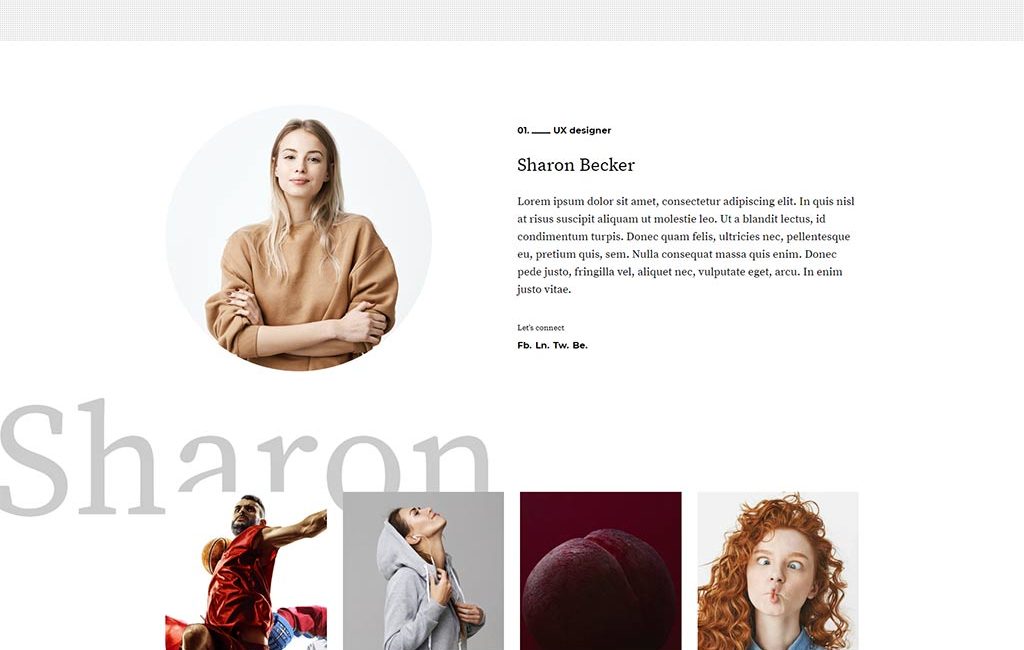 01. ___ UX designer
Sharon Becker
Lorem ipsum dolor sit amet, consectetur adipiscing elit. In quis nisl
at risus suscipit aliquam ut molestie leo. Ut a blandit lectus, id
condimentum turpis. Donec quam felis, ultricies nec, pellentesque
eu, pretium quis, sem. Nulla consequat massa quis enim. Donec
pede justo, fringilla vel, aliquet nec, vulputate eget, arcu. In enim
justo vitae.
Let's connect
Fb. Ln. Tw. Be.
Sharon